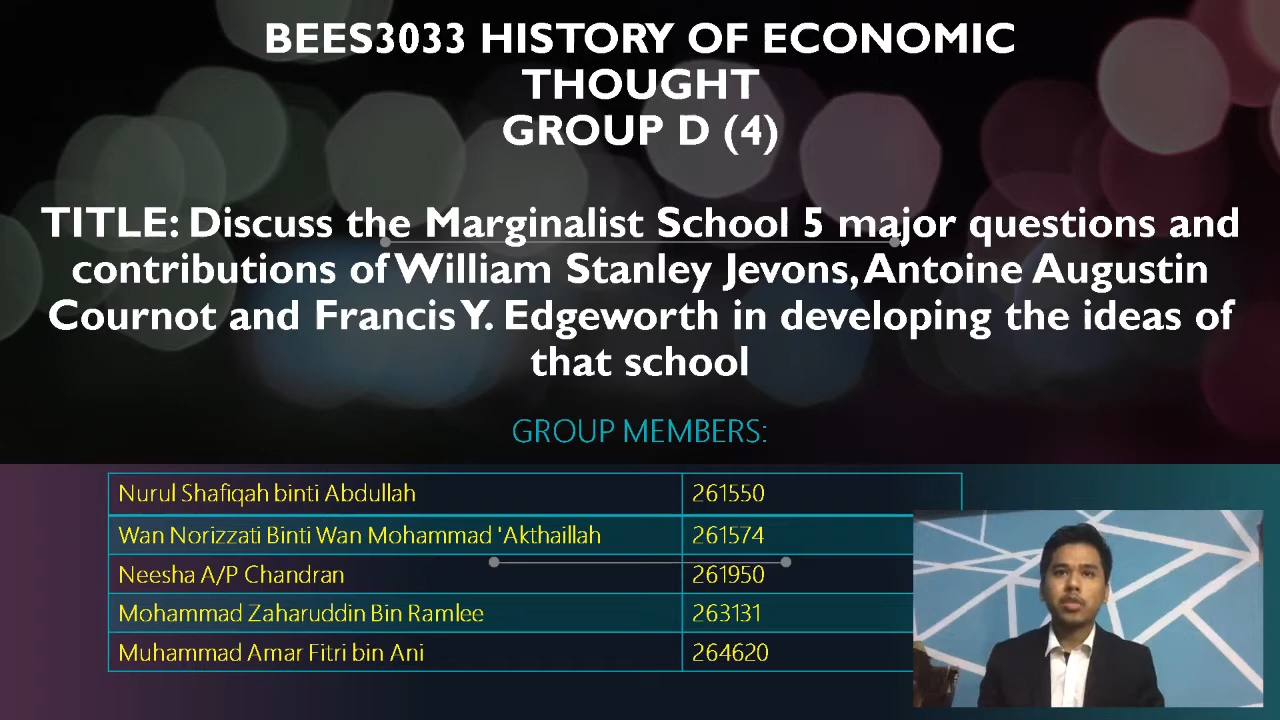 BEES3033 HISTORY OF ECONOMIC
THOUGHT
GROUP D (4)
TITLE: Discuss the Marginalist School 5 major questions and
contributions of William Stanley Jevons, Antoine Augustin
Cournot and Francis Y. Edgeworth in developing the ideas of
that school
GROUP MEMBERS:
Nurul Shafiqah binti Abdullah 261550
Wan Norizzati Binti Wan Mohammad 'Akthaillah 261574
Neesha A/P Chandran 261950
Mohammad Zaharuddin Bin Ramlee 263131
Muhammad Amar Fitri bin Ani 264620